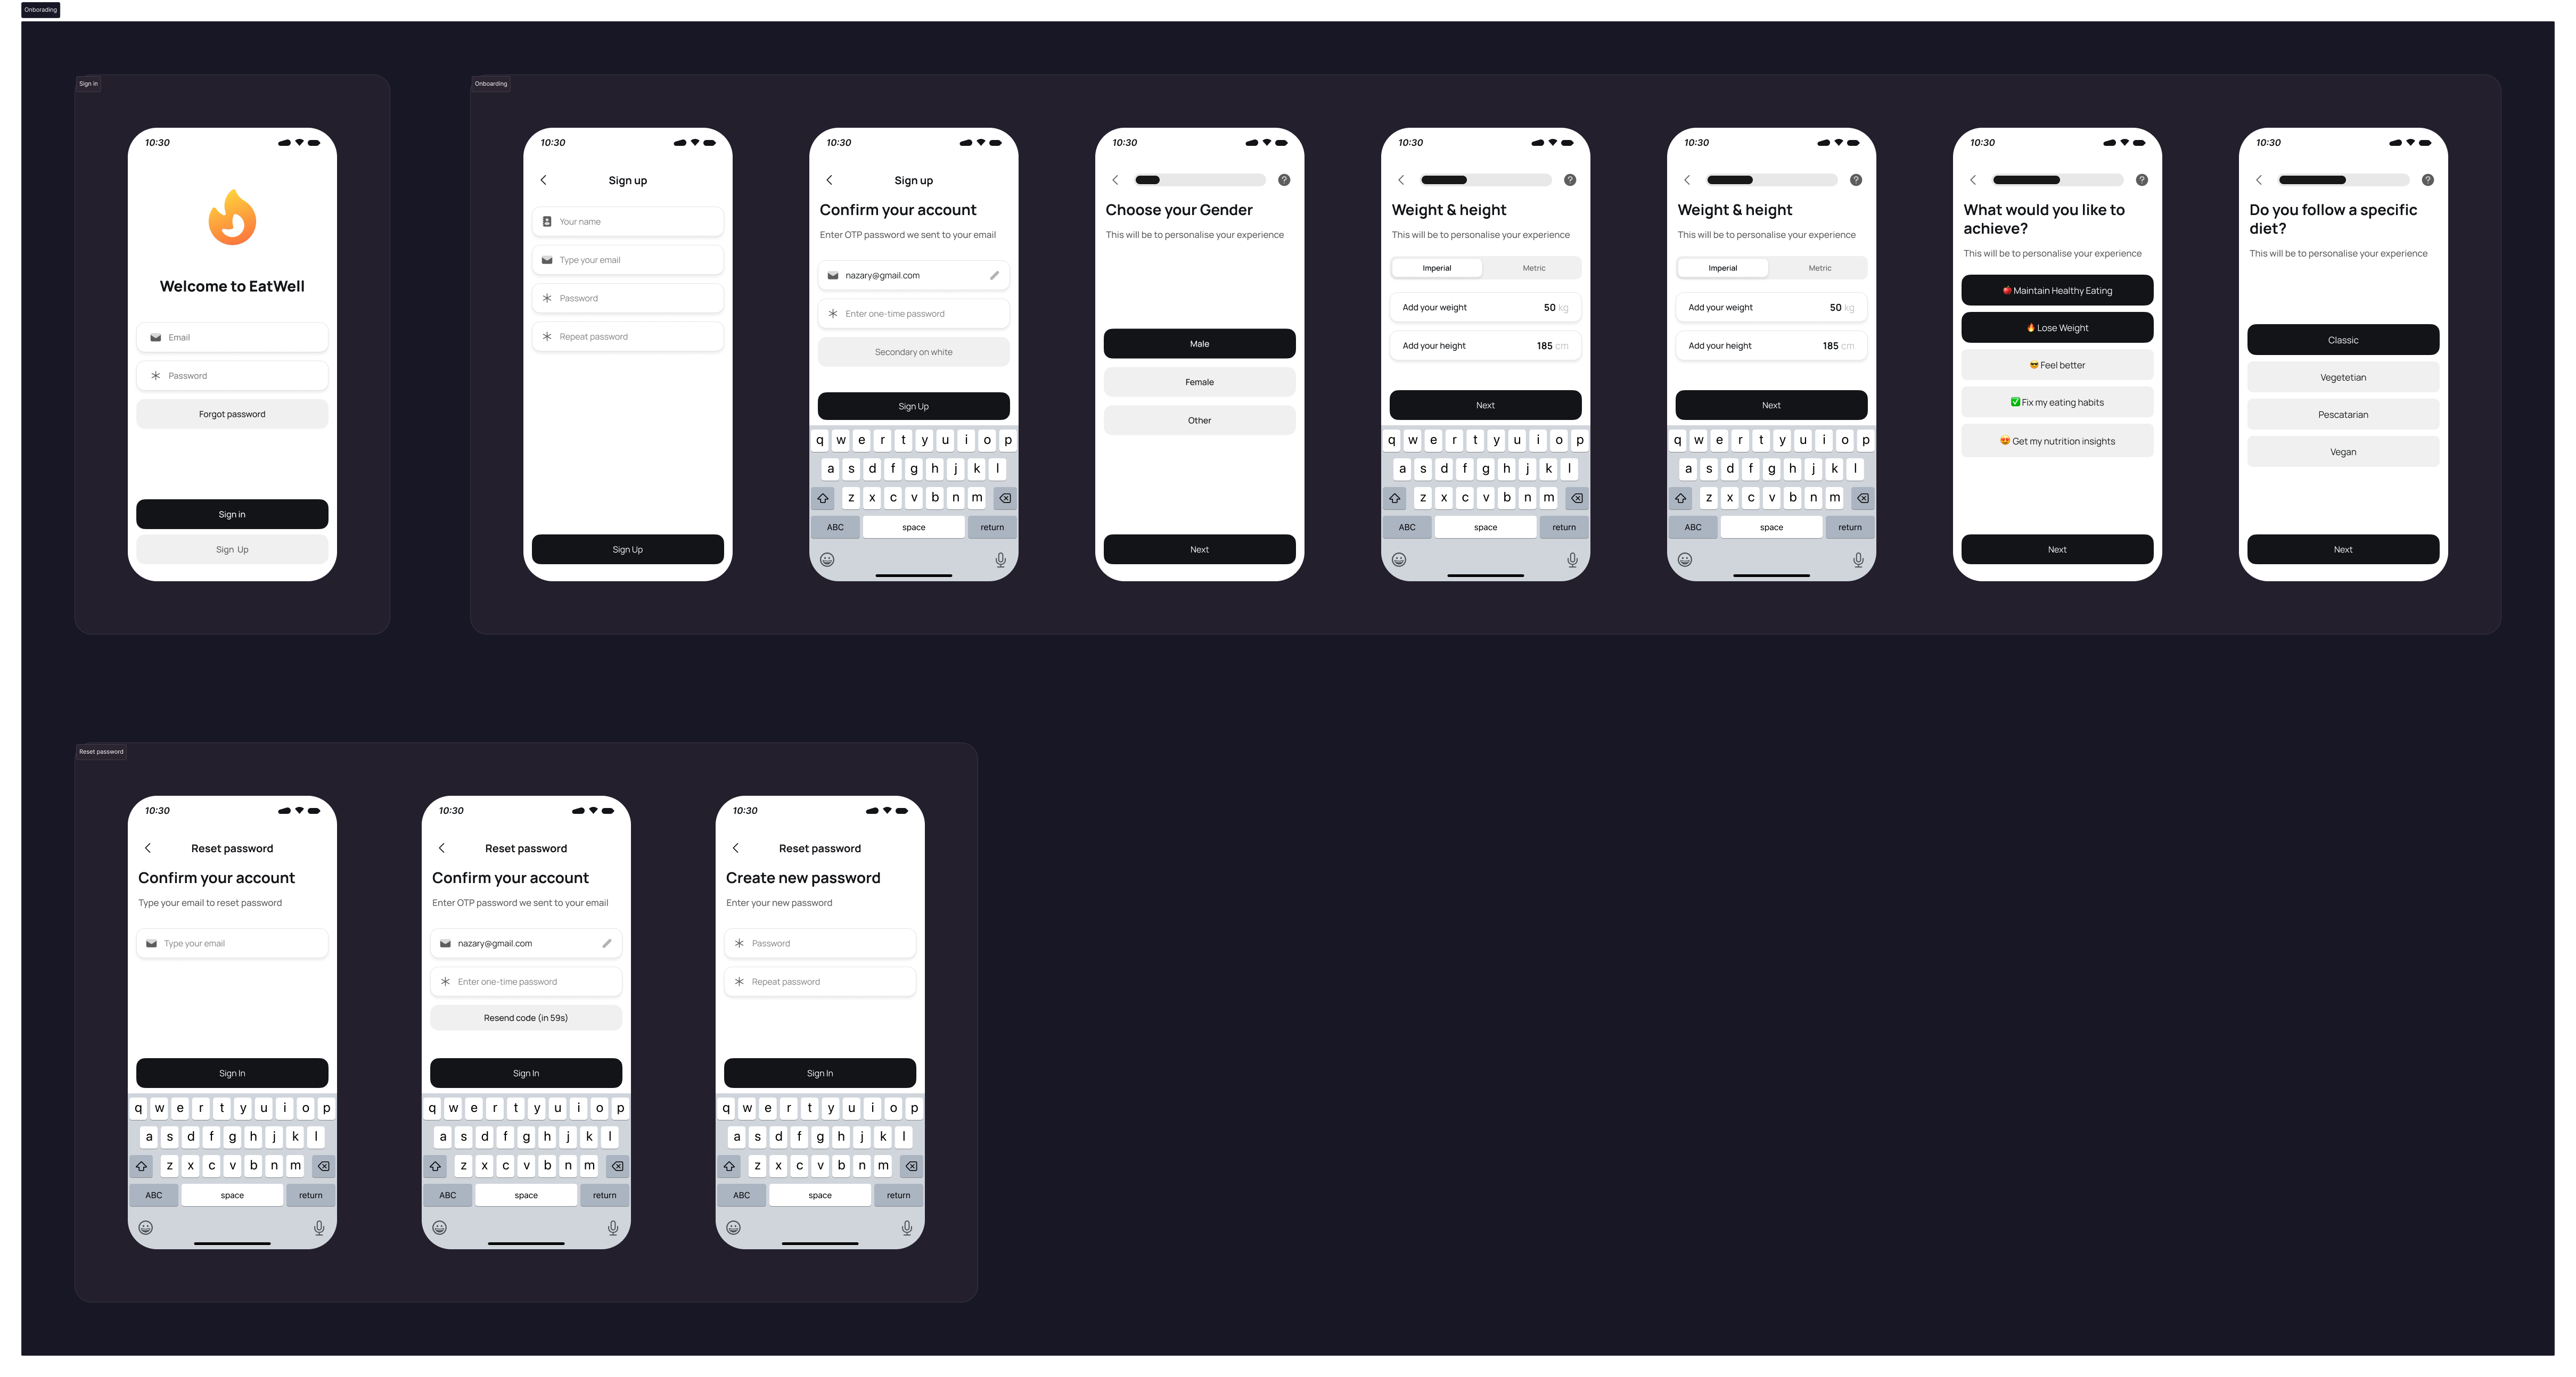 Onborading
Sign in
10:30
Welcome to EatWell
Email
Password
Forgot password
Sign in
Sign Up
Onboarding
10:30
Sign up
Your name
Type your email
Password
Repeat password
Sign Up
10:30
Sign up
Confirm your account
Enter OTP password we sent to your email
nazary@gmail.com
Enter one-time password
Secondary on white
Sign Up
q w e r t y u i o p
a s d f g h j k l
z x c v b n m
ABC space return
10:30
?
Choose your Gender
This will be to personalise your experience
Male
Female
Other
Next
10:30
?
Weight & height
This will be to personalise your experience
Imperial Metric
Add your weight 50 kg
Add your height 185 cm
Next
q w e r t y u i o p
a s d f g h j k l
z x c v b n m
ABC space return
10:30
?
Weight & height
This will be to personalise your experience
Imperial Metric
Add your weight 50 kg
Add your height 185 cm
Next
q w e r t y u i o p
a s d f g h j k l
z x c v b n m
ABC space return
10:30
?
What would you like to
achieve?
This will be to personalise your experience
🍎 Maintain Healthy Eating
🔥 Lose Weight
😎 Feel better
✅ Fix my eating habits
😍 Get my nutrition insights
Next
10:30
?
Do you follow a specific
diet?
This will be to personalise your experience
Classic
Vegetetian
Pescatarian
Vegan
Next
Reset password
10:30
Reset password
Confirm your account
Type your email to reset password
Type your email
Sign In
q w e r t y u i o p
a s d f g h j k l
z x c v b n m
ABC space return
10:30
Reset password
Confirm your account
Enter OTP password we sent to your email
nazary@gmail.com
Enter one-time password
Resend code (in 59s)
Sign In
q w e r t y u i o p
a s d f g h j k l
z x c v b n m
ABC space return
10:30
Reset password
Create new password
Enter your new password
Password
Repeat password
Sign In
q w e r t y u i o p
a s d f g h j k l
z x c v b n m
ABC space return